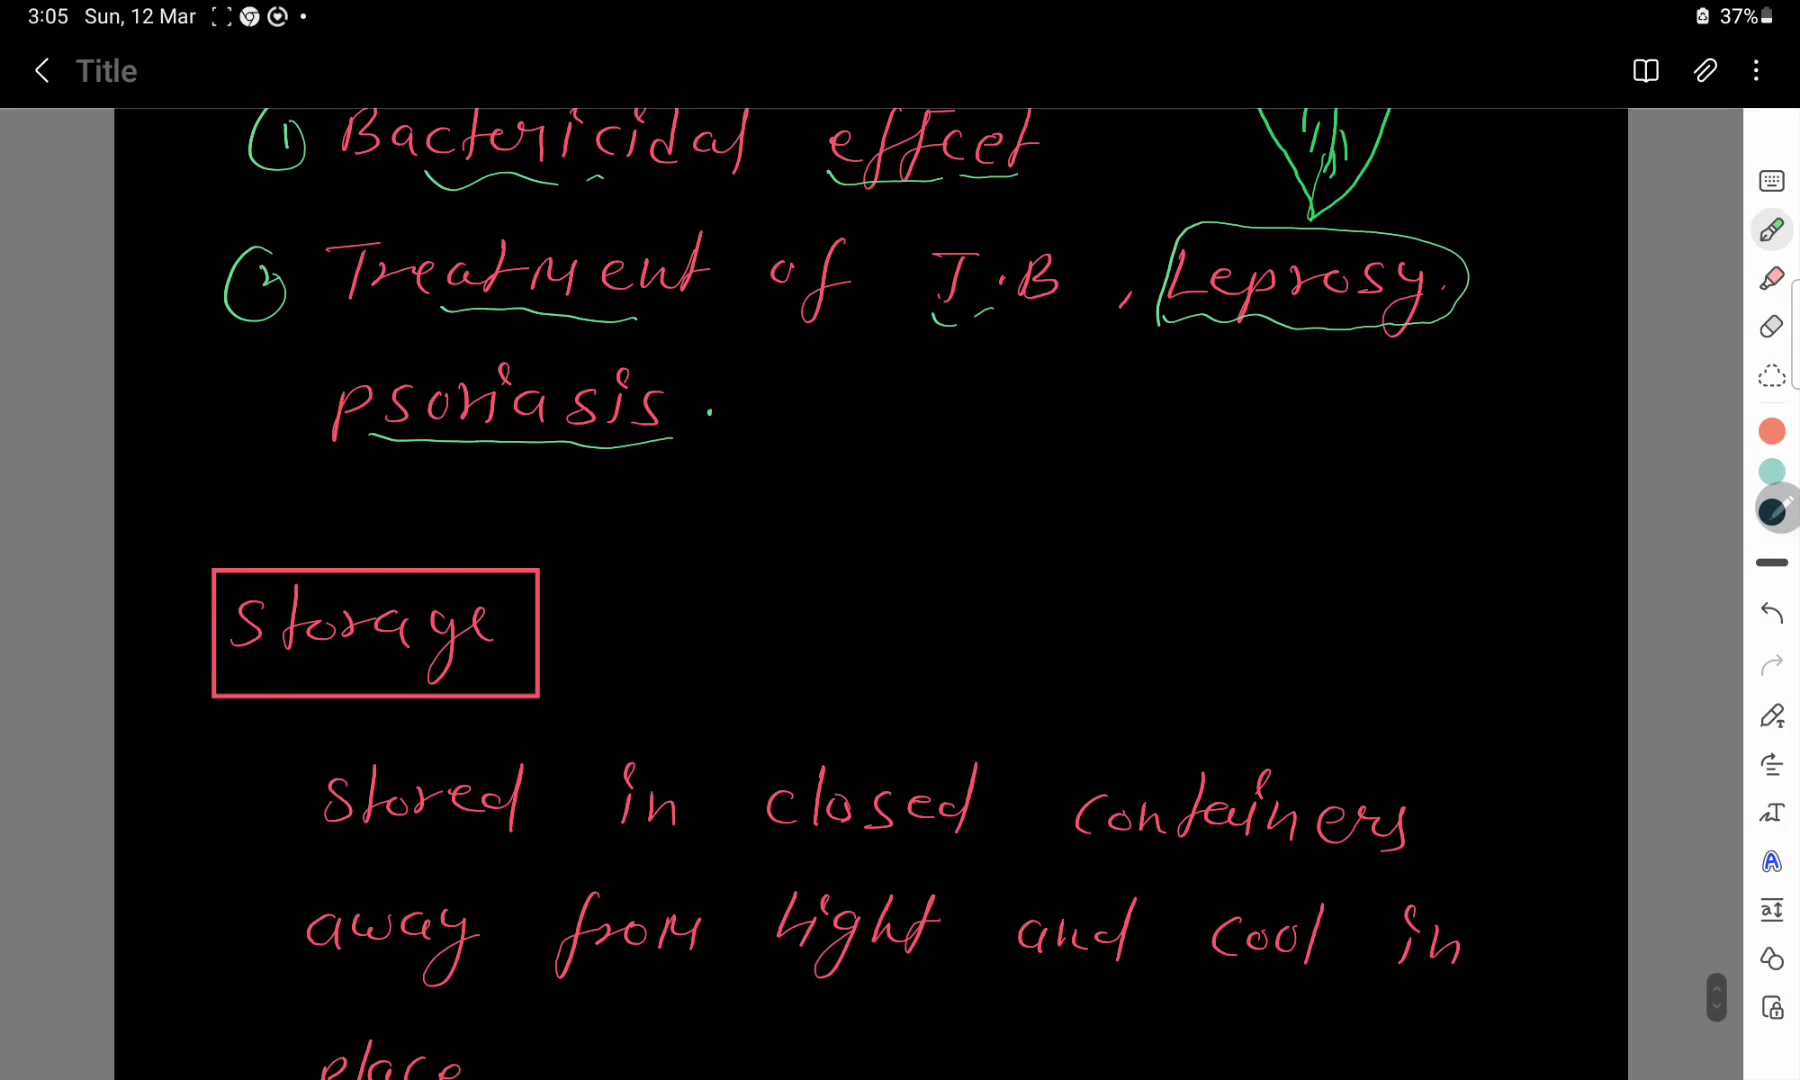 3:05 Sun, 12 Mar 37%
Title
① Bactericidal effect
② Treatment of T.B , Leprosy.
psoriasis .
Storage
Stored in closed containers
away from light and cool in
place